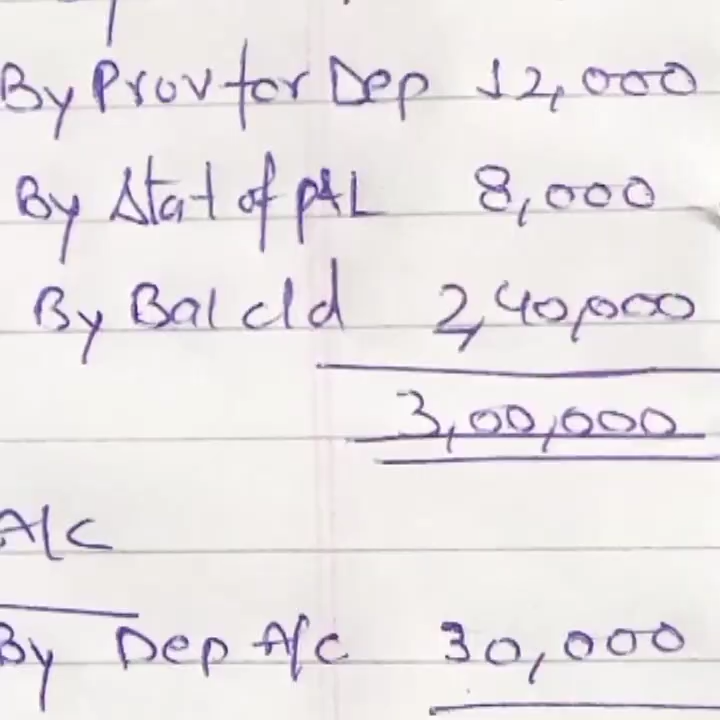 By Prov for Dep 12,000
By Stat of P&L 8,000
By Bal c/d 2,40,000
3,00,000
A/C
By Dep A/c 30,000